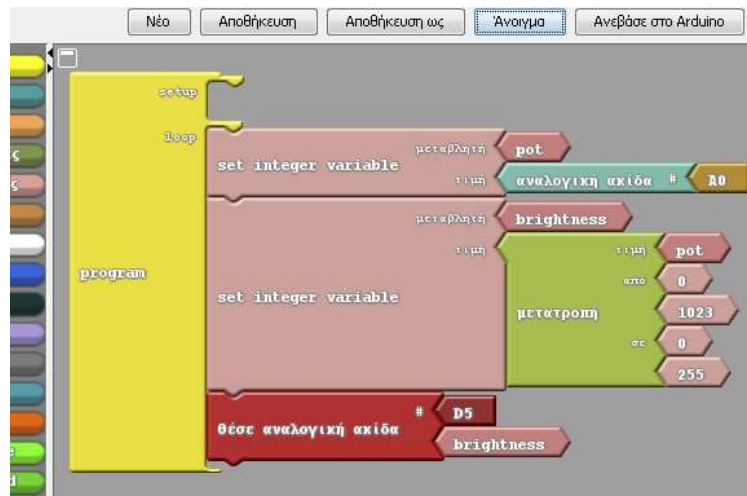 Νέο
Αποθήκευση
Αποθήκευση ως
Άνοιγμα
Ανεβάσε στο Arduino
setup
loop
program
set integer variable
μεταβλητή
pot
τιμή
αναλογική ακίδα # A0
set integer variable
μεταβλητή
brightness
τιμή
μετατροπή
τιμή
pot
από
0
1023
σε
0
255
θέσε αναλογική ακίδα
# D5
brightness
ς
ς
e
d